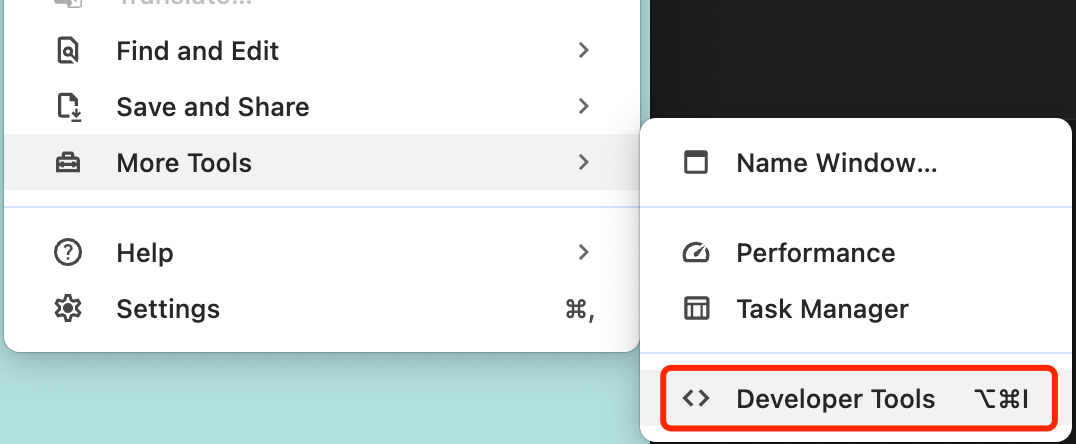 Translate...
Find and Edit
Save and Share
More Tools
Help
Settings ⌘,
Name Window...
Performance
Task Manager
Developer Tools ⌥⌘I